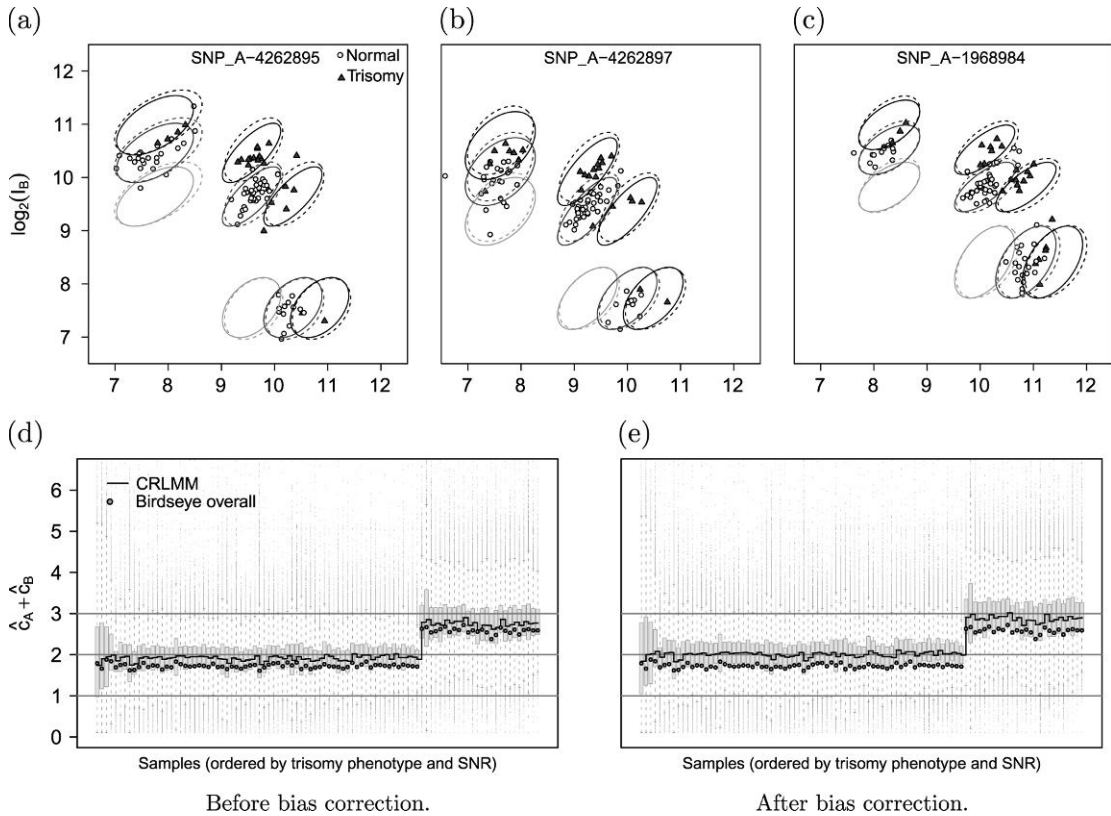 (a)
(b)
(c)
SNP_A-4262895
Normal
Trisomy
SNP_A-4262897
SNP_A-1968984
12
11
10
9
8
7
log₂(I_B)
7 8 9 10 11 12
7 8 9 10 11 12
7 8 9 10 11 12
(d)
(e)
CRLMM
Birdseye overall
6
5
4
3
2
1
0
ĉ_A + ĉ_B
Samples (ordered by trisomy phenotype and SNR)
Samples (ordered by trisomy phenotype and SNR)
Before bias correction.
After bias correction.